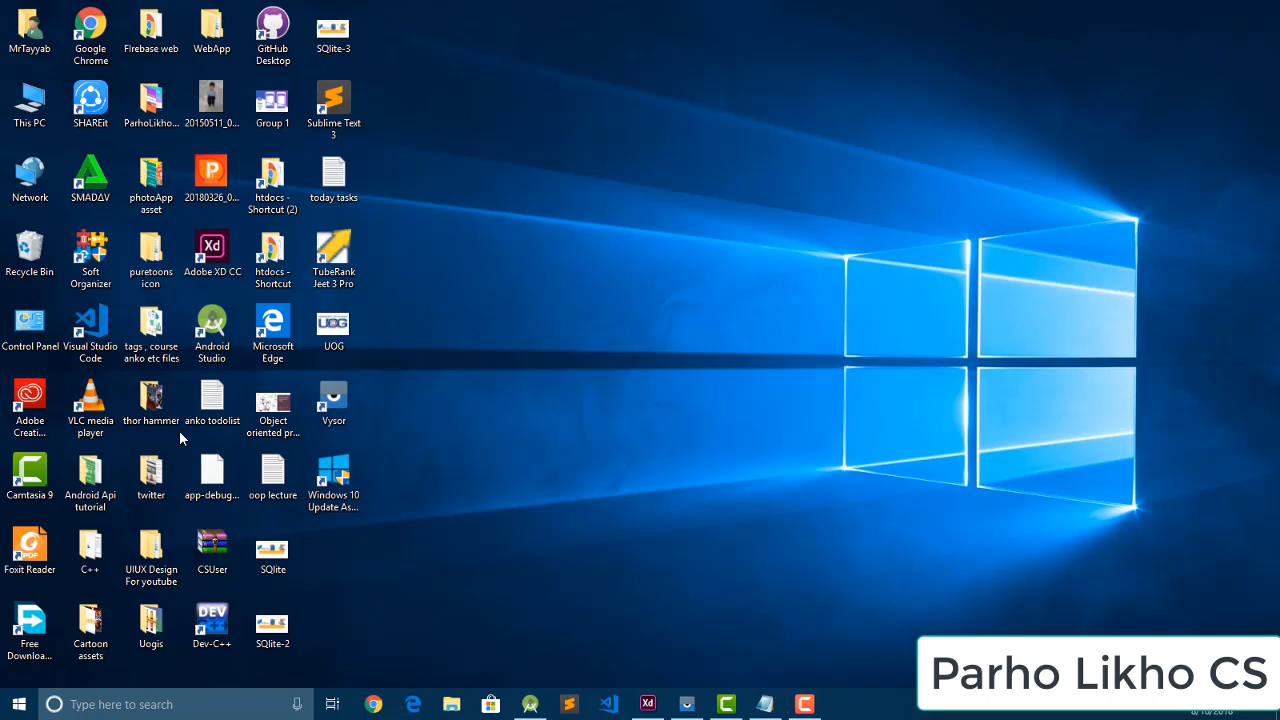 MrTayyab
Google
Chrome
FIrebase web
WebApp
GitHub
Desktop
SQlite-3
This PC
SHAREit
ParhoLikho...
20150511_0...
Group 1
Sublime Text
3
Network
SMADAV
photoApp
asset
20180326_0...
htdocs -
Shortcut (2)
today tasks
Recycle Bin
Soft
Organizer
puretoons
icon
Adobe XD CC
htdocs -
Shortcut
TubeRank
Jeet 3 Pro
Control Panel
Visual Studio
Code
tags , course
anko etc files
Android
Studio
Microsoft
Edge
UOG
UOG
Adobe
Creati...
VLC media
player
thor hammer
anko todolist
Object
oriented pr...
Vysor
Camtasia 9
Android Api
tutorial
twitter
app-debug...
oop lecture
Windows 10
Update As...
PDF
Foxit Reader
C++
UIUX Design
For youtube
CSUser
SQlite
Free
Downloa...
Cartoon
assets
Uogis
DEV
Dev-C++
SQlite-2
Xd
Type here to search
Xd
Parho Likho CS